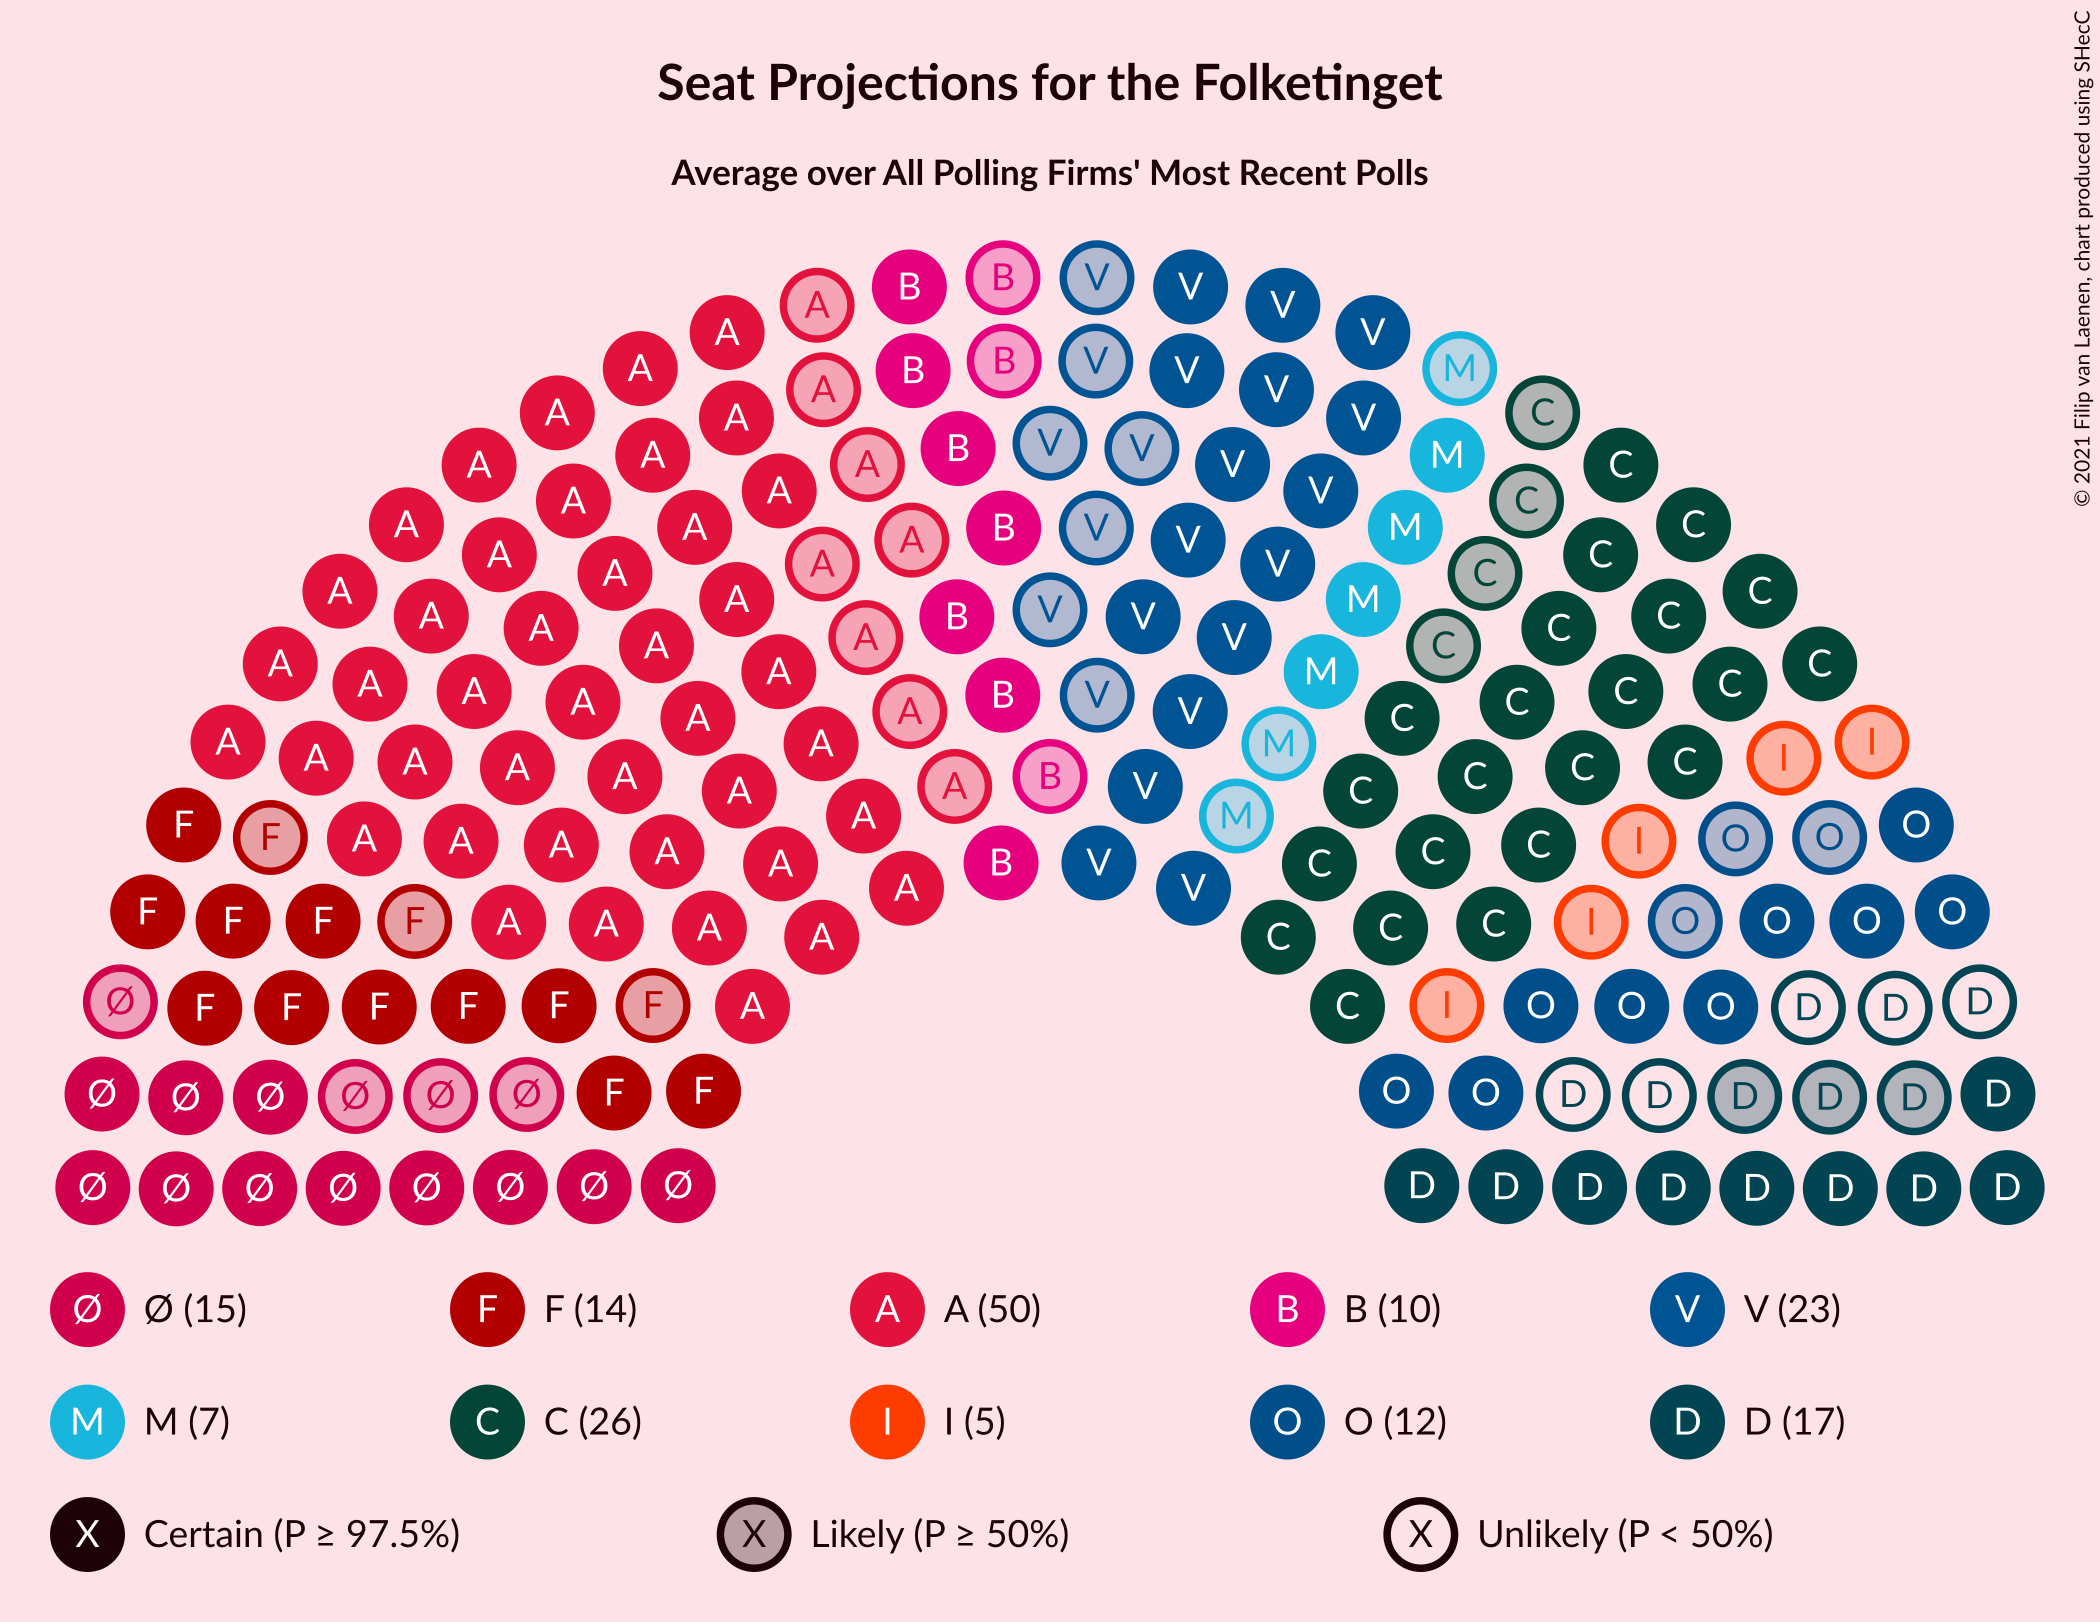 Seat Projections for the Folketinget
Average over All Polling Firms' Most Recent Polls
© 2021 Filip van Laenen, chart produced using SHecC
A A B B V V V V
A A A A B B V V V V M C
A A A A A B V V V V M C C
A A A A A A B V V V M C C C
A A A A A A B V V V M C C C C
A A A A A A A B V V M C C C C C
A A A A A A A A B V M C C C C I I
F F A A A A A A B V M C C C I O O O
F F F F A A A A A V C C C I O O O O
Ø F F F F F F A C I O O O D D D
Ø Ø Ø Ø Ø Ø F F O O D D D D D D
Ø Ø Ø Ø Ø Ø Ø Ø D D D D D D D D
Ø Ø (15) F F (14) A A (50) B B (10) V V (23)
M M (7) C C (26) I I (5) O O (12) D D (17)
X Certain (P ≥ 97.5%) X Likely (P ≥ 50%) X Unlikely (P < 50%)